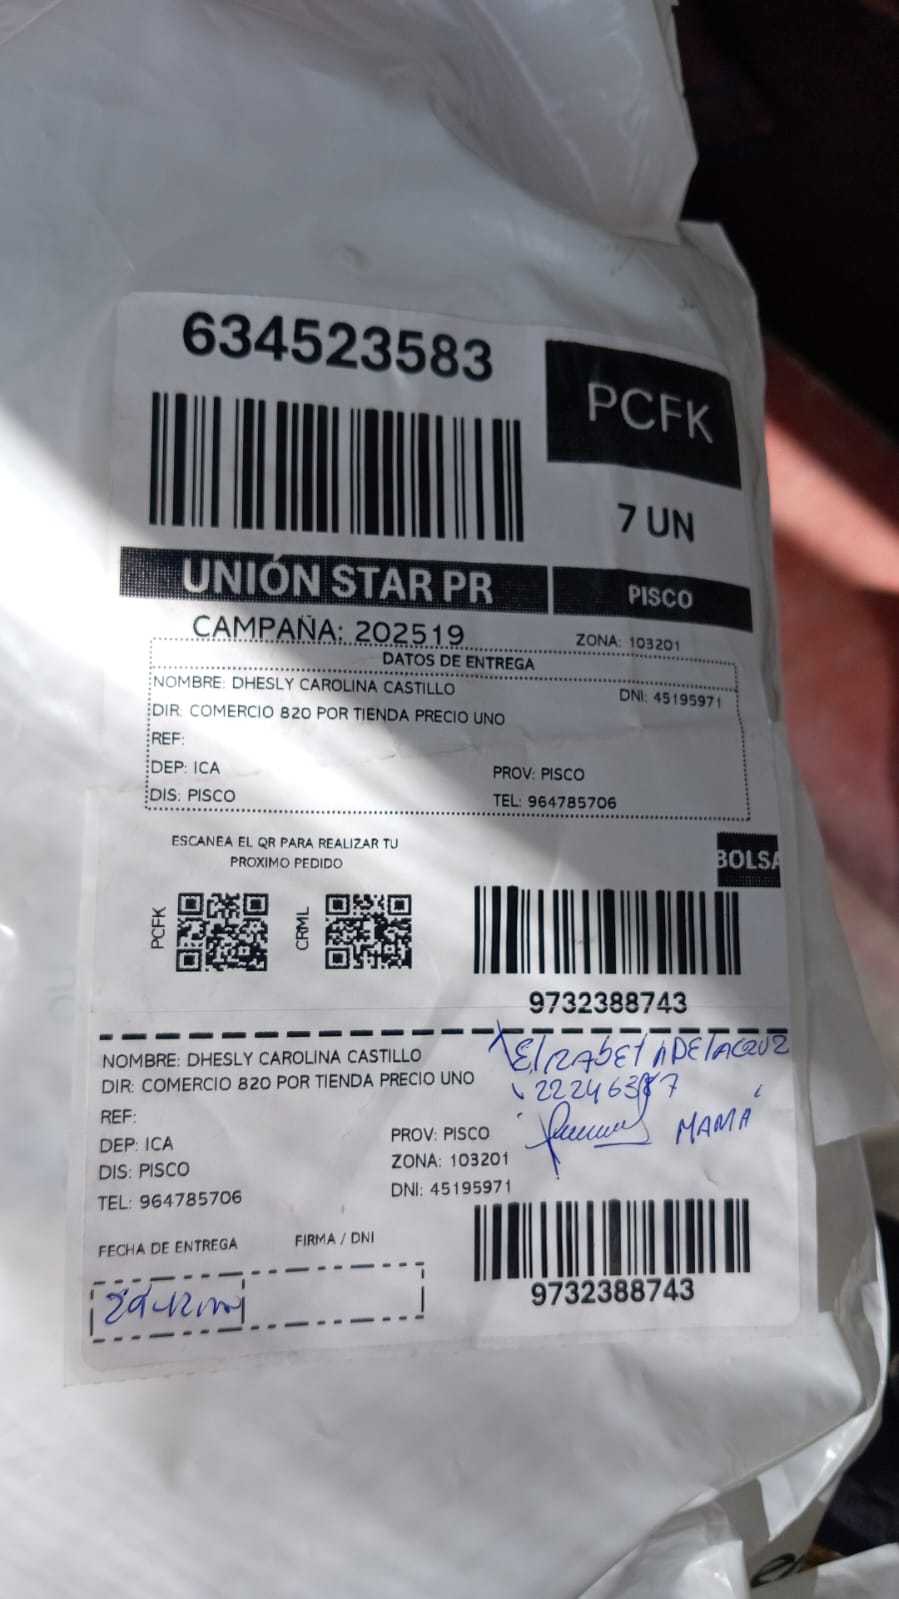 634523583
PCFK
7 UN
UNIÓN STAR PR
PISCO
CAMPAÑA: 202519
ZONA: 103201
DATOS DE ENTREGA
NOMBRE: DHESLY CAROLINA CASTILLO
DNI: 45195971
DIR: COMERCIO 820 POR TIENDA PRECIO UNO
REF:
DEP: ICA
PROV: PISCO
DIS: PISCO
TEL: 964785706
ESCANEA EL QR PARA REALIZAR TU
PROXIMO PEDIDO
BOLSA
PCFK
CRML
9732388743
NOMBRE: DHESLY CAROLINA CASTILLO
DIR: COMERCIO 820 POR TIENDA PRECIO UNO
REF:
MAMÁ
DEP: ICA
PROV: PISCO
DIS: PISCO
ZONA: 103201
TEL: 964785706
DNI: 45195971
FECHA DE ENTREGA
FIRMA / DNI
9732388743